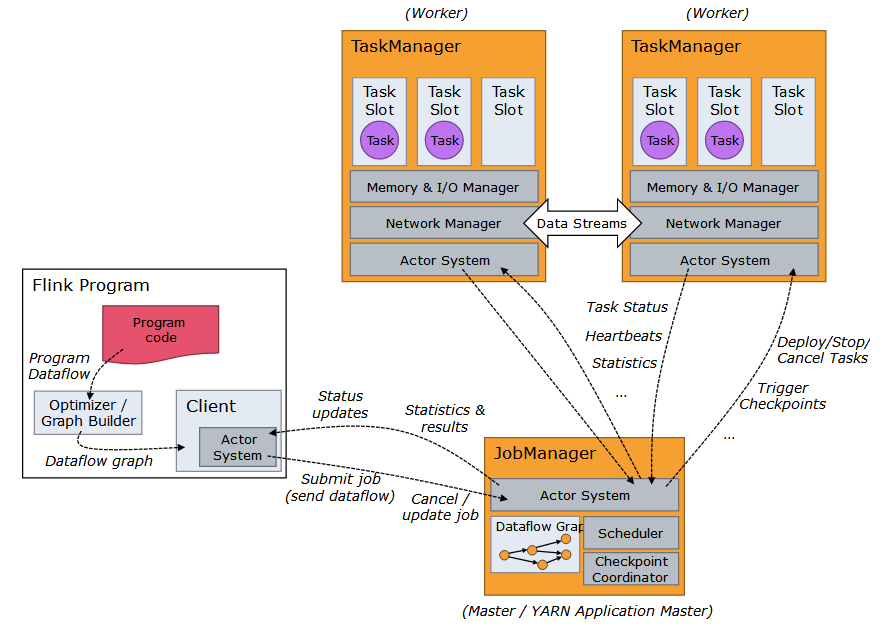 (Worker)
(Worker)
TaskManager
Task
Slot
Task
Task
Slot
Task
Task
Slot
Memory & I/O Manager
Network Manager
Actor System
TaskManager
Task
Slot
Task
Task
Slot
Task
Task
Slot
Memory & I/O Manager
Network Manager
Actor System
Data Streams
Flink Program
Program
code
Program
Dataflow
Optimizer /
Graph Builder
Dataflow graph
Client
Actor
System
Status
updates
Statistics &
results
Submit job
(send dataflow)
Cancel /
update job
Task Status
Heartbeats
Statistics
...
Deploy/Stop/
Cancel Tasks
Trigger
Checkpoints
...
JobManager
Actor System
Dataflow Grap
Scheduler
Checkpoint
Coordinator
(Master / YARN Application Master)